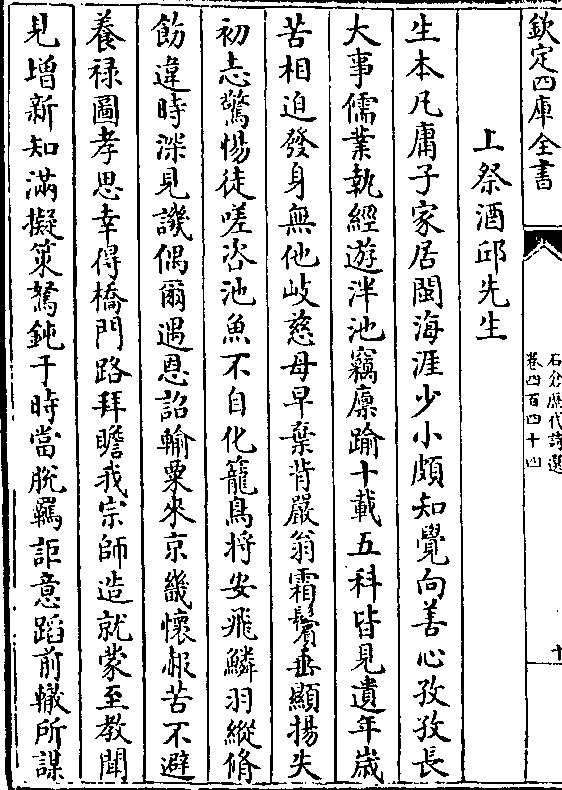 欽定四庫全書
石倉歷代詩選
卷四百四十四
十
上祭酒邱先生
生本凡庸子家居閩海涯少小頗知覺向善心孜孜長
大事儒業執經遊泮池竊廩踰十載五科皆見遺年嵗
苦相迫發身無他岐慈母早棄背嚴翁霜鬢垂顯揚失
初志驚惕徒嗟咨池魚不自化籠鳥將安飛鱗羽縱脩
飭違時深見譏偶爾遇恩詔輸粟來京畿懷赧苦不避
養禄圖孝思幸得橋門路拜瞻我宗師造就蒙至教聞
見增新知滿擬策駑鈍干時當脱羈詎意蹈前轍所謀